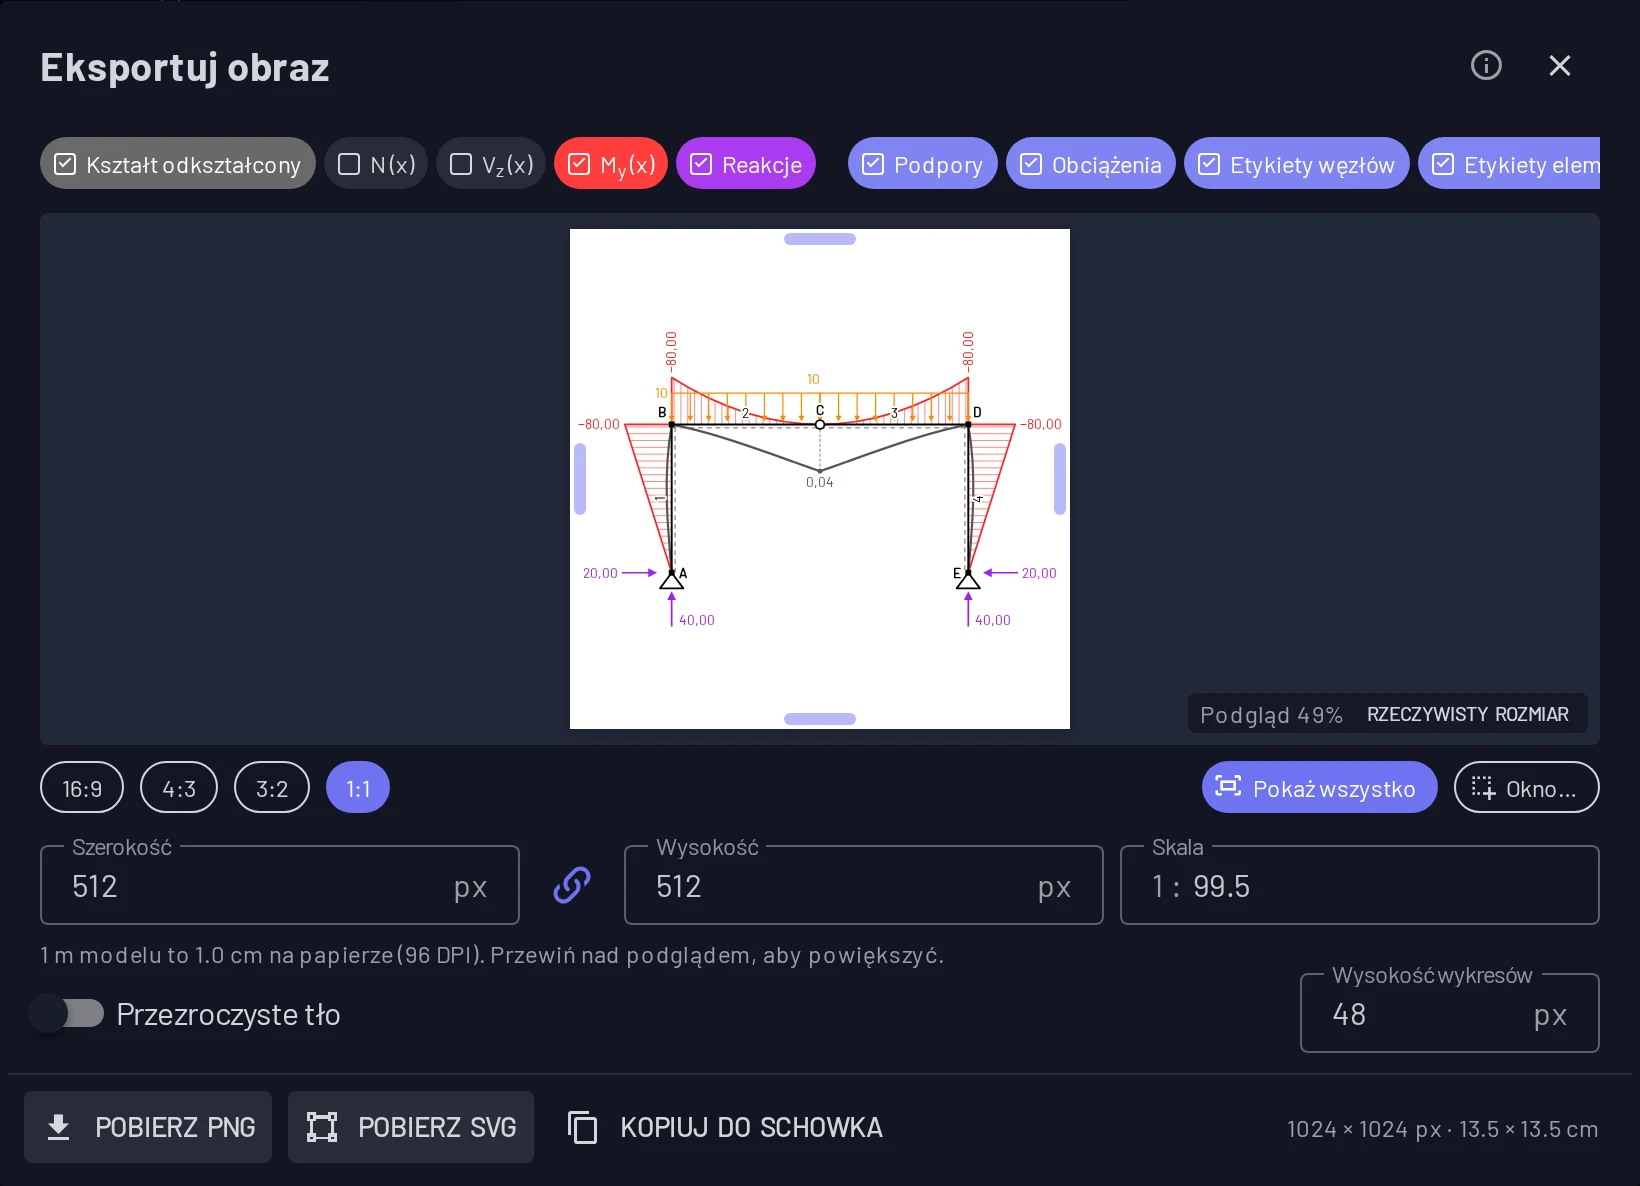 Eksportuj obraz
Kształt odkształcony N(x) Vz(x) My(x) Reakcje Podpory Obciążenia Etykiety węzłów Etykiety elem
-80,00 -80,00
10
10
B 2 C 3 D
-80,00 -80,00
0,04
1 4
20,00 A E 20,00
40,00 40,00
Podgląd 49% RZECZYWISTY ROZMIAR
16:9 4:3 3:2 1:1 Pokaż wszystko Okno...
Szerokość Wysokość Skala
512 px 512 px 1 : 99.5
1 m modelu to 1.0 cm na papierze (96 DPI). Przewiń nad podglądem, aby powiększyć.
Wysokość wykresów
Przezroczyste tło 48 px
POBIERZ PNG POBIERZ SVG KOPIUJ DO SCHOWKA 1024 × 1024 px · 13.5 × 13.5 cm